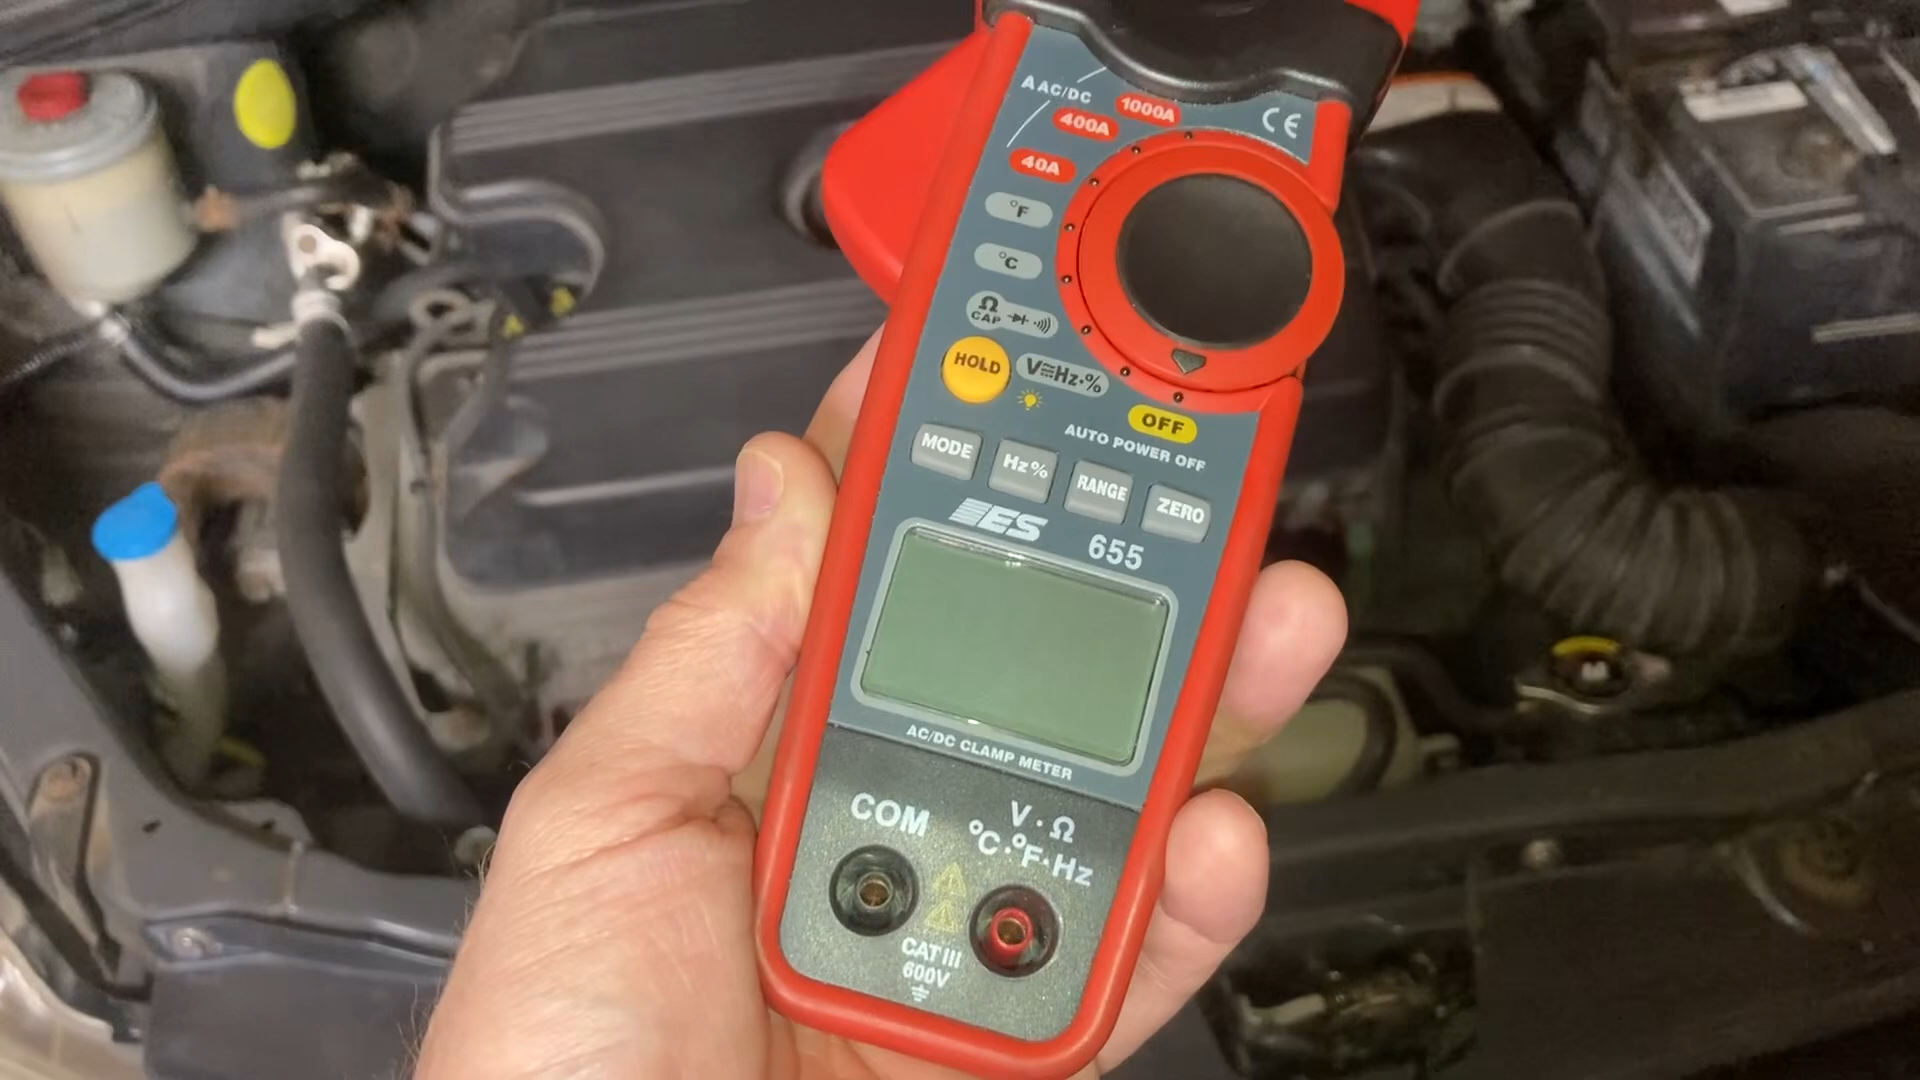 A AC/DC
1000A
400A
CE
40A
°F
°C
Ω
CAP
HOLD
V Hz·%
OFF
AUTO POWER OFF
MODE
Hz%
RANGE
ZERO
ES
655
AC/DC CLAMP METER
COM
V·Ω
°C·°F·Hz
CAT III
600V